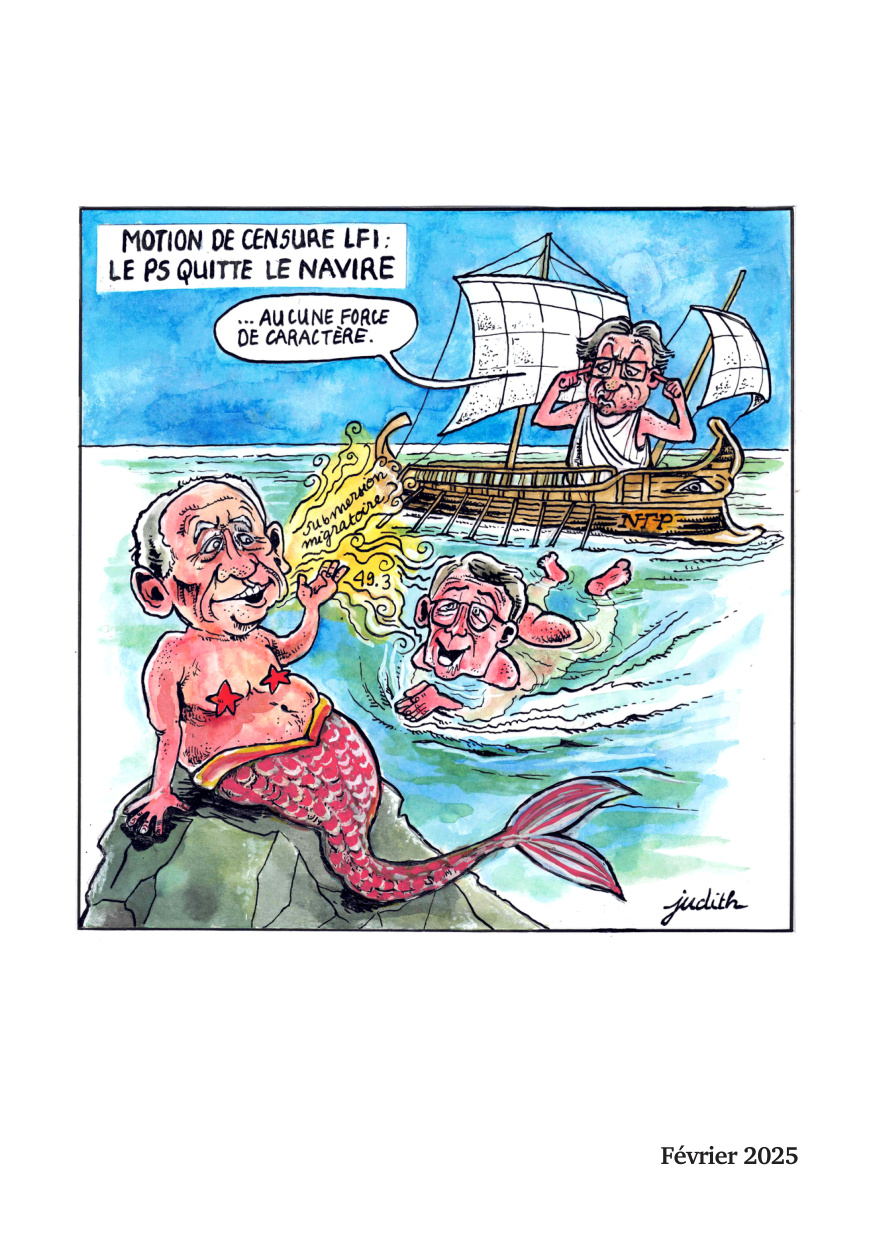 MOTION DE CENSURE LFI :
LE PS QUITTE LE NAVIRE
... AUCUNE FORCE
DE CARACTÈRE.
submersion
migratoire
49.3
N-F-P
judith
Février 2025